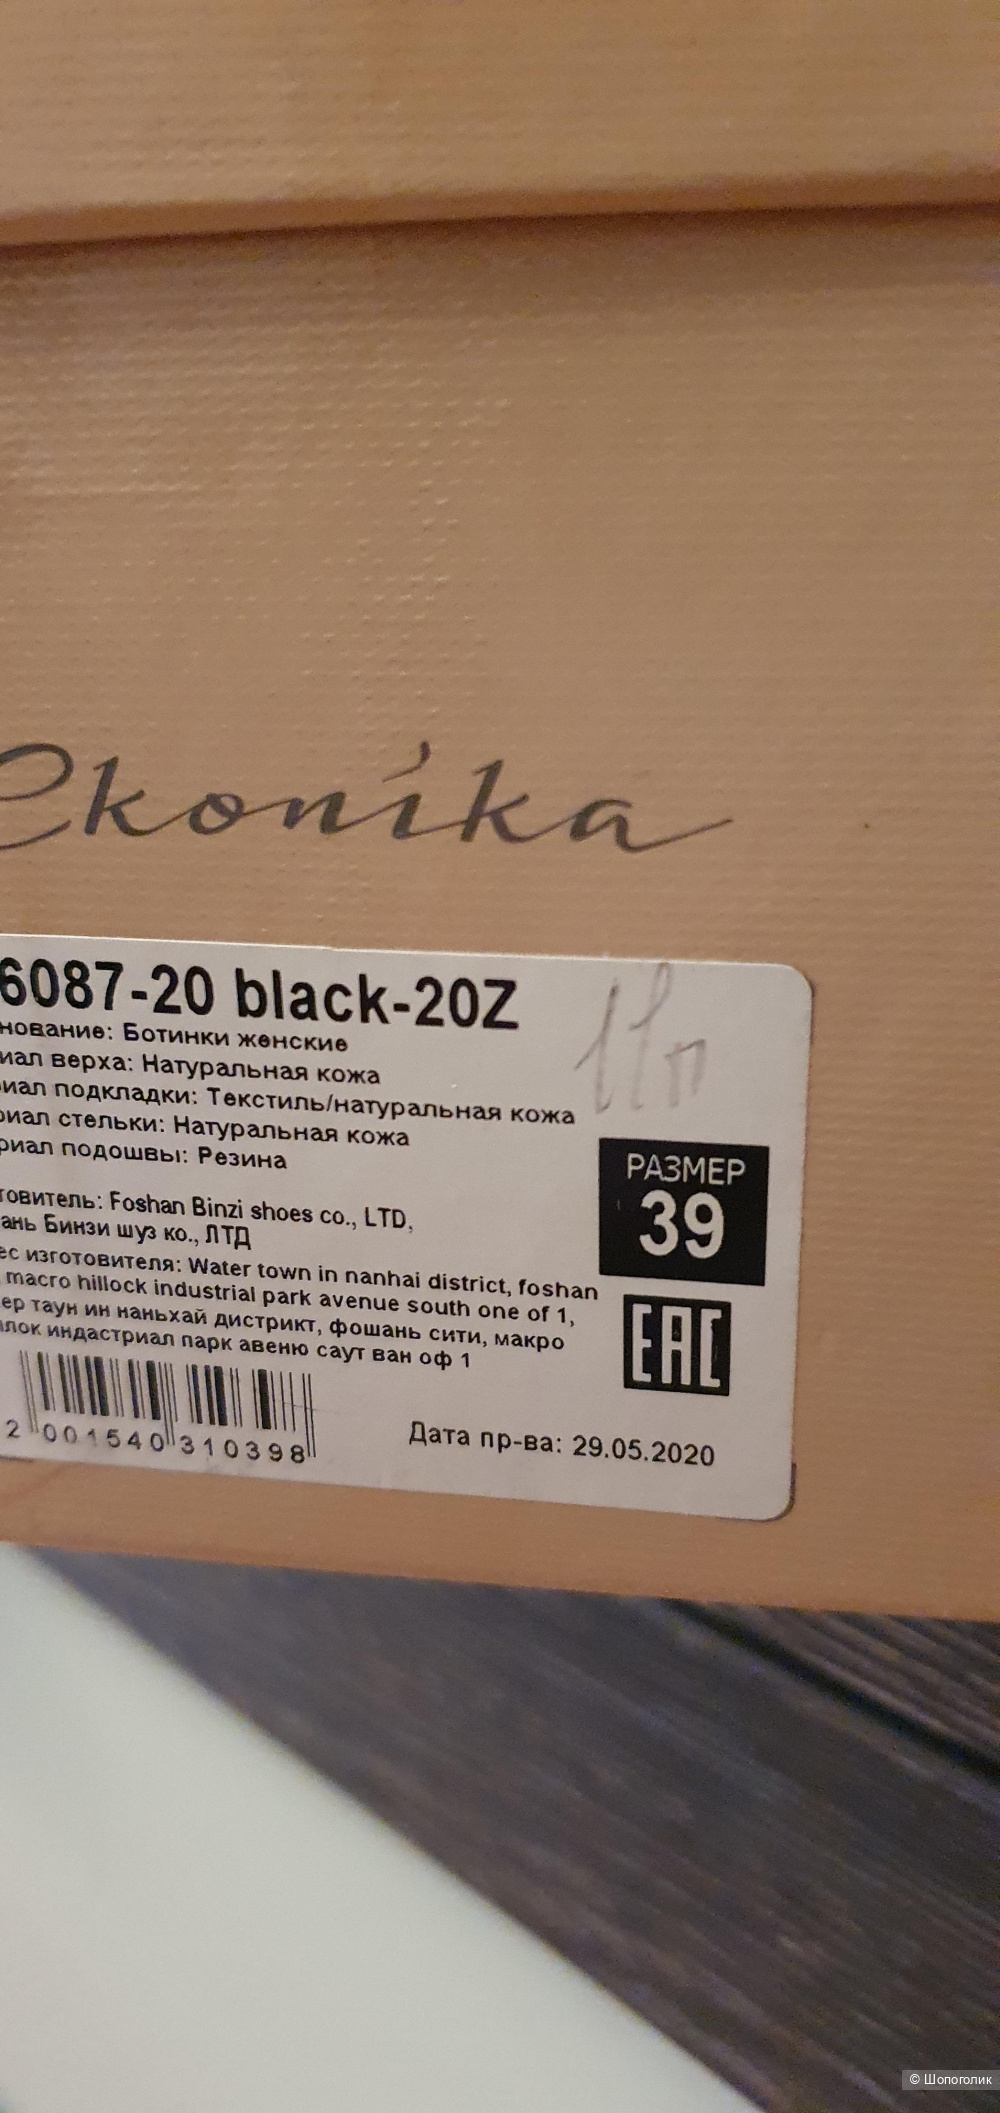 Ekonika
6087-20 black-20Z
нование: Ботинки женские
иал верха: Натуральная кожа
иал подкладки: Текстиль/натуральная кожа
риал стельки: Натуральная кожа
риал подошвы: Резина
РАЗМЕР
39
товитель: Foshan Binzi shoes co., LTD,
ань Бинзи шуз ко., ЛТД
ес изготовителя: Water town in nanhai district, foshan
macro hillock industrial park avenue south one of 1,
ер таун ин наньхай дистрикт, фошань сити, макро
лок индастриал парк авеню саут ван оф 1
EAC
2 001540 310398
Дата пр-ва: 29.05.2020
© Шопоголик